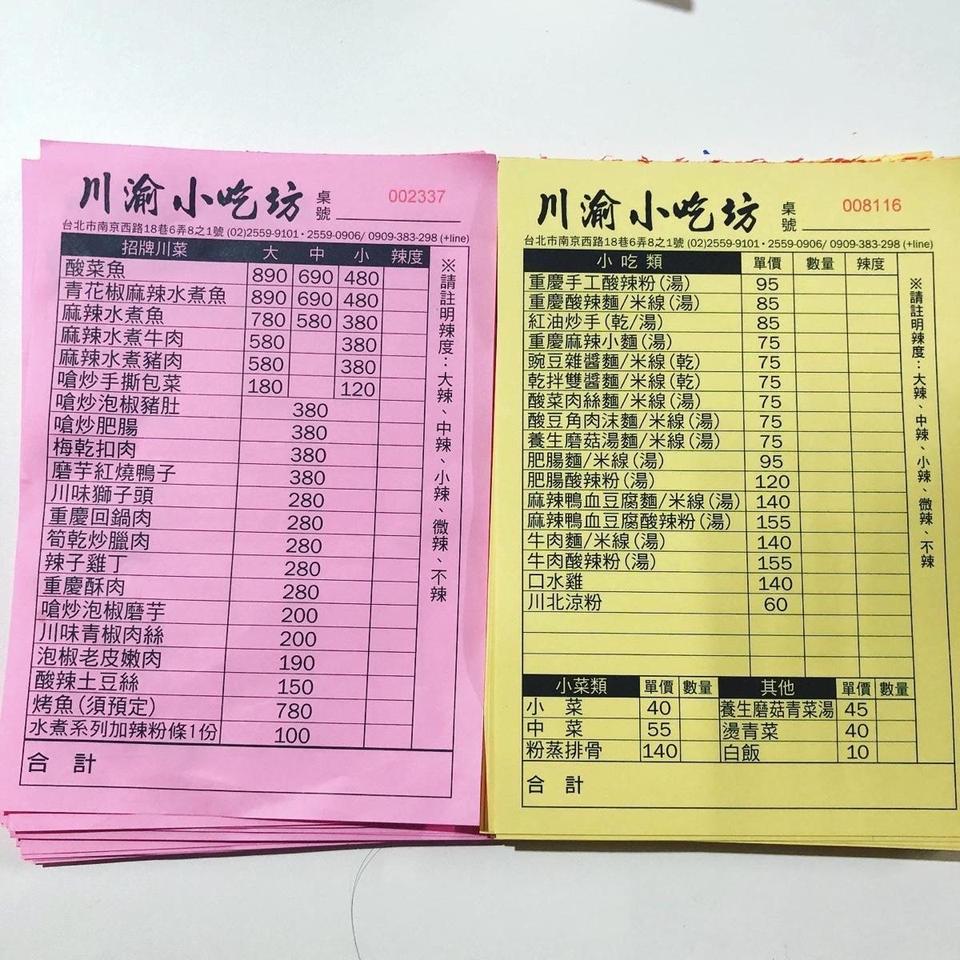 川渝小吃坊 桌號 002337
台北市南京西路18巷6弄8之1號 (02)2559-9101・2559-0906/ 0909-383-298 (+line)
招牌川菜 大 中 小 辣度
酸菜魚 890 690 480
青花椒麻辣水煮魚 890 690 480
麻辣水煮魚 780 580 380
麻辣水煮牛肉 580 380
麻辣水煮豬肉 580 380
嗆炒手撕包菜 180 120
嗆炒泡椒豬肚 380
嗆炒肥腸 380
梅乾扣肉 380
磨芋紅燒鴨子 380
川味獅子頭 280
重慶回鍋肉 280
筍乾炒臘肉 280
辣子雞丁 280
重慶酥肉 280
嗆炒泡椒磨芋 200
川味青椒肉絲 200
泡椒老皮嫩肉 190
酸辣土豆絲 150
烤魚(須預定) 780
水煮系列加辣粉條1份 100
合 計
※請註明辣度：大辣、中辣、小辣、微辣、不辣
川渝小吃坊 桌號 008116
台北市南京西路18巷6弄8之1號 (02)2559-9101・2559-0906/ 0909-383-298 (+line)
小吃類 單價 數量 辣度
重慶手工酸辣粉(湯) 95
重慶酸辣麵/米線(湯) 85
紅油炒手(乾/湯) 85
重慶麻辣小麵(湯) 75
豌豆雜醬麵/米線(乾) 75
乾拌雙醬麵/米線(乾) 75
酸菜肉絲麵/米線(湯) 75
酸豆角肉沫麵/米線(湯) 75
養生磨菇湯麵/米線(湯) 75
肥腸麵/米線(湯) 95
肥腸酸辣粉(湯) 120
麻辣鴨血豆腐麵/米線(湯) 140
麻辣鴨血豆腐酸辣粉(湯) 155
牛肉麵/米線(湯) 140
牛肉酸辣粉(湯) 155
口水雞 140
川北涼粉 60
小菜類 單價 數量 其他 單價 數量
小 菜 40 養生磨菇青菜湯 45
中 菜 55 燙青菜 40
粉蒸排骨 140 白飯 10
合 計
※請註明辣度：大辣、中辣、小辣、微辣、不辣